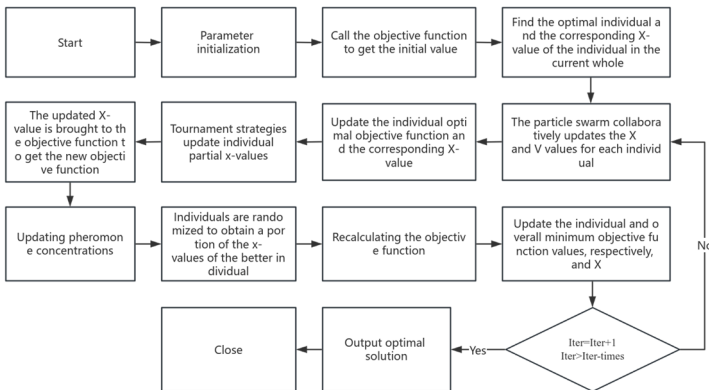 Start
Parameter
initialization
Call the objective function
to get the initial value
Find the optimal individual a
nd the corresponding X-
value of the individual in the
current whole
The updated X-
value is brought to th
e objective function t
o get the new objecti
ve function
Tournament strategies
update individual
partial x-values
Update the individual opti
mal objective function an
d the corresponding X-
value
The particle swarm collabora
tively updates the X
and V values for each individ
ual
Updating pheromon
e concentrations
Individuals are rando
mized to obtain a por
tion of the x-
values of the better in
dividual
Recalculating the objectiv
e function
Update the individual and o
verall minimum objective fu
nction values, respectively,
and X
No
Close
Output optimal
solution
Yes
Iter=Iter+1
Iter>Iter-times